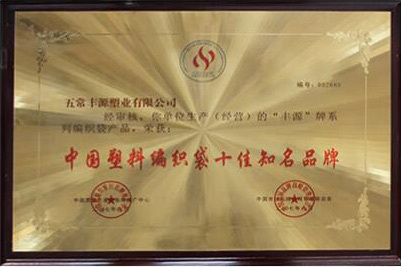 编号：
五常丰源塑业有限公司
经审核，你单位生产（经营）的“丰源”牌系
列编织袋产品，荣获：
中国塑料编织袋十佳知名品牌